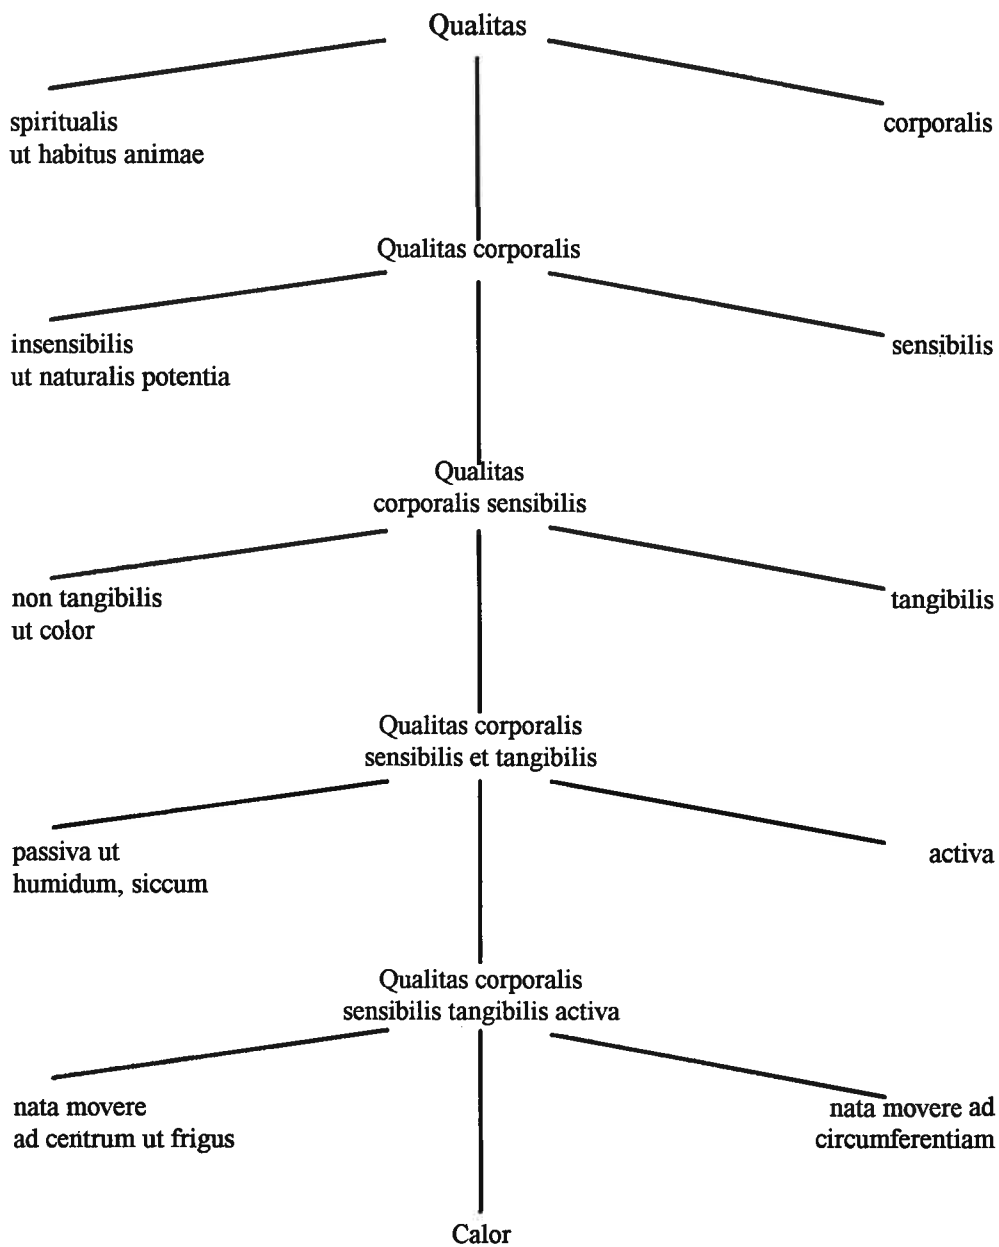 Qualitas
spiritualis
ut habitus animae
corporalis
Qualitas corporalis
insensibilis
ut naturalis potentia
sensibilis
Qualitas
corporalis sensibilis
non tangibilis
ut color
tangibilis
Qualitas corporalis
sensibilis et tangibilis
passiva ut
humidum, siccum
activa
Qualitas corporalis
sensibilis tangibilis activa
nata movere
ad centrum ut frigus
nata movere ad
circumferentiam
Calor